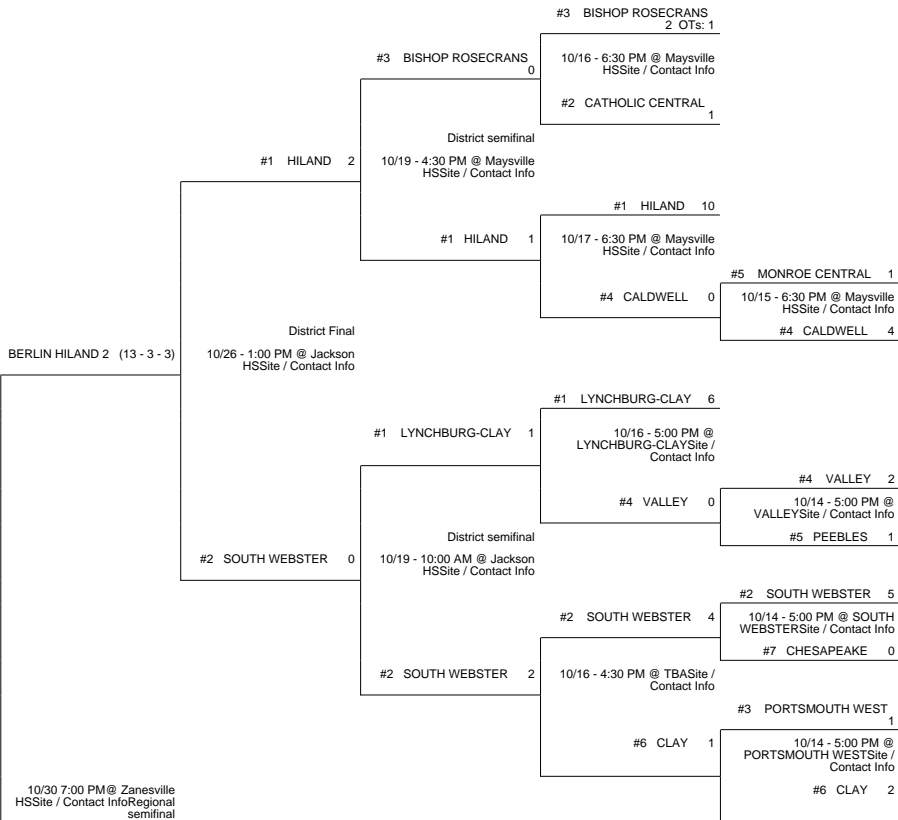 #3 BISHOP ROSECRANS
2 OTs: 1
#3 BISHOP ROSECRANS
0
10/16 - 6:30 PM @ Maysville
HSSite / Contact Info
#2 CATHOLIC CENTRAL
1
District semifinal
#1 HILAND 2
10/19 - 4:30 PM @ Maysville
HSSite / Contact Info
#1 HILAND 10
#1 HILAND 1
10/17 - 6:30 PM @ Maysville
HSSite / Contact Info
#5 MONROE CENTRAL 1
#4 CALDWELL 0
10/15 - 6:30 PM @ Maysville
HSSite / Contact Info
#4 CALDWELL 4
District Final
BERLIN HILAND 2 (13 - 3 - 3)
10/26 - 1:00 PM @ Jackson
HSSite / Contact Info
#1 LYNCHBURG-CLAY 6
#1 LYNCHBURG-CLAY 1
10/16 - 5:00 PM @
LYNCHBURG-CLAYSite /
Contact Info
#4 VALLEY 2
#4 VALLEY 0
10/14 - 5:00 PM @
VALLEYSite / Contact Info
#5 PEEBLES 1
District semifinal
#2 SOUTH WEBSTER 0
10/19 - 10:00 AM @ Jackson
HSSite / Contact Info
#2 SOUTH WEBSTER 5
#2 SOUTH WEBSTER 4
10/14 - 5:00 PM @ SOUTH
WEBSTERSite / Contact Info
#7 CHESAPEAKE 0
#2 SOUTH WEBSTER 2
10/16 - 4:30 PM @ TBASite /
Contact Info
#3 PORTSMOUTH WEST
1
#6 CLAY 1
10/14 - 5:00 PM @
PORTSMOUTH WESTSite /
Contact Info
#6 CLAY 2
10/30 7:00 PM@ Zanesville
HSSite / Contact InfoRegional
semifinal